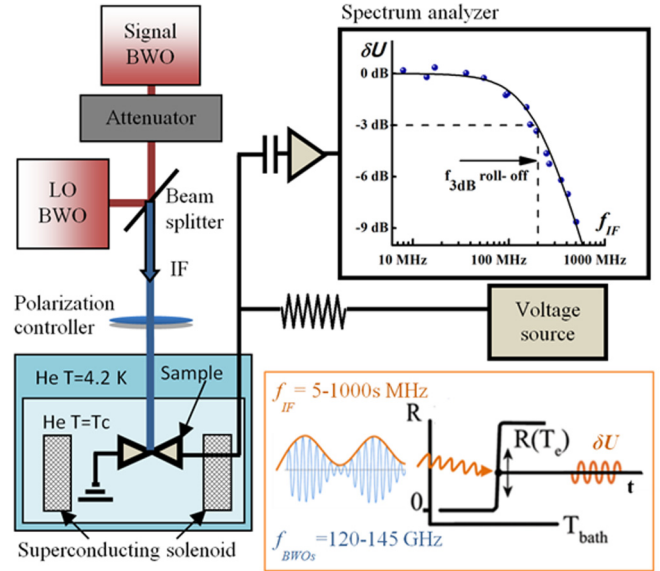 Spectrum analyzer
Signal
BWO
Attenuator
LO
BWO
Beam
splitter
IF
Polarization
controller
δU
0 dB
-3 dB
-6 dB
-9 dB
f3dB roll- off
fIF
10 MHz
100 MHz
1000 MHz
Voltage
source
He T=4.2 K
Sample
He T=Tc
Superconducting solenoid
fIF= 5-1000s MHz
fBWOs=120-145 GHz
R
R(Te)
δU
0
t
Tbath